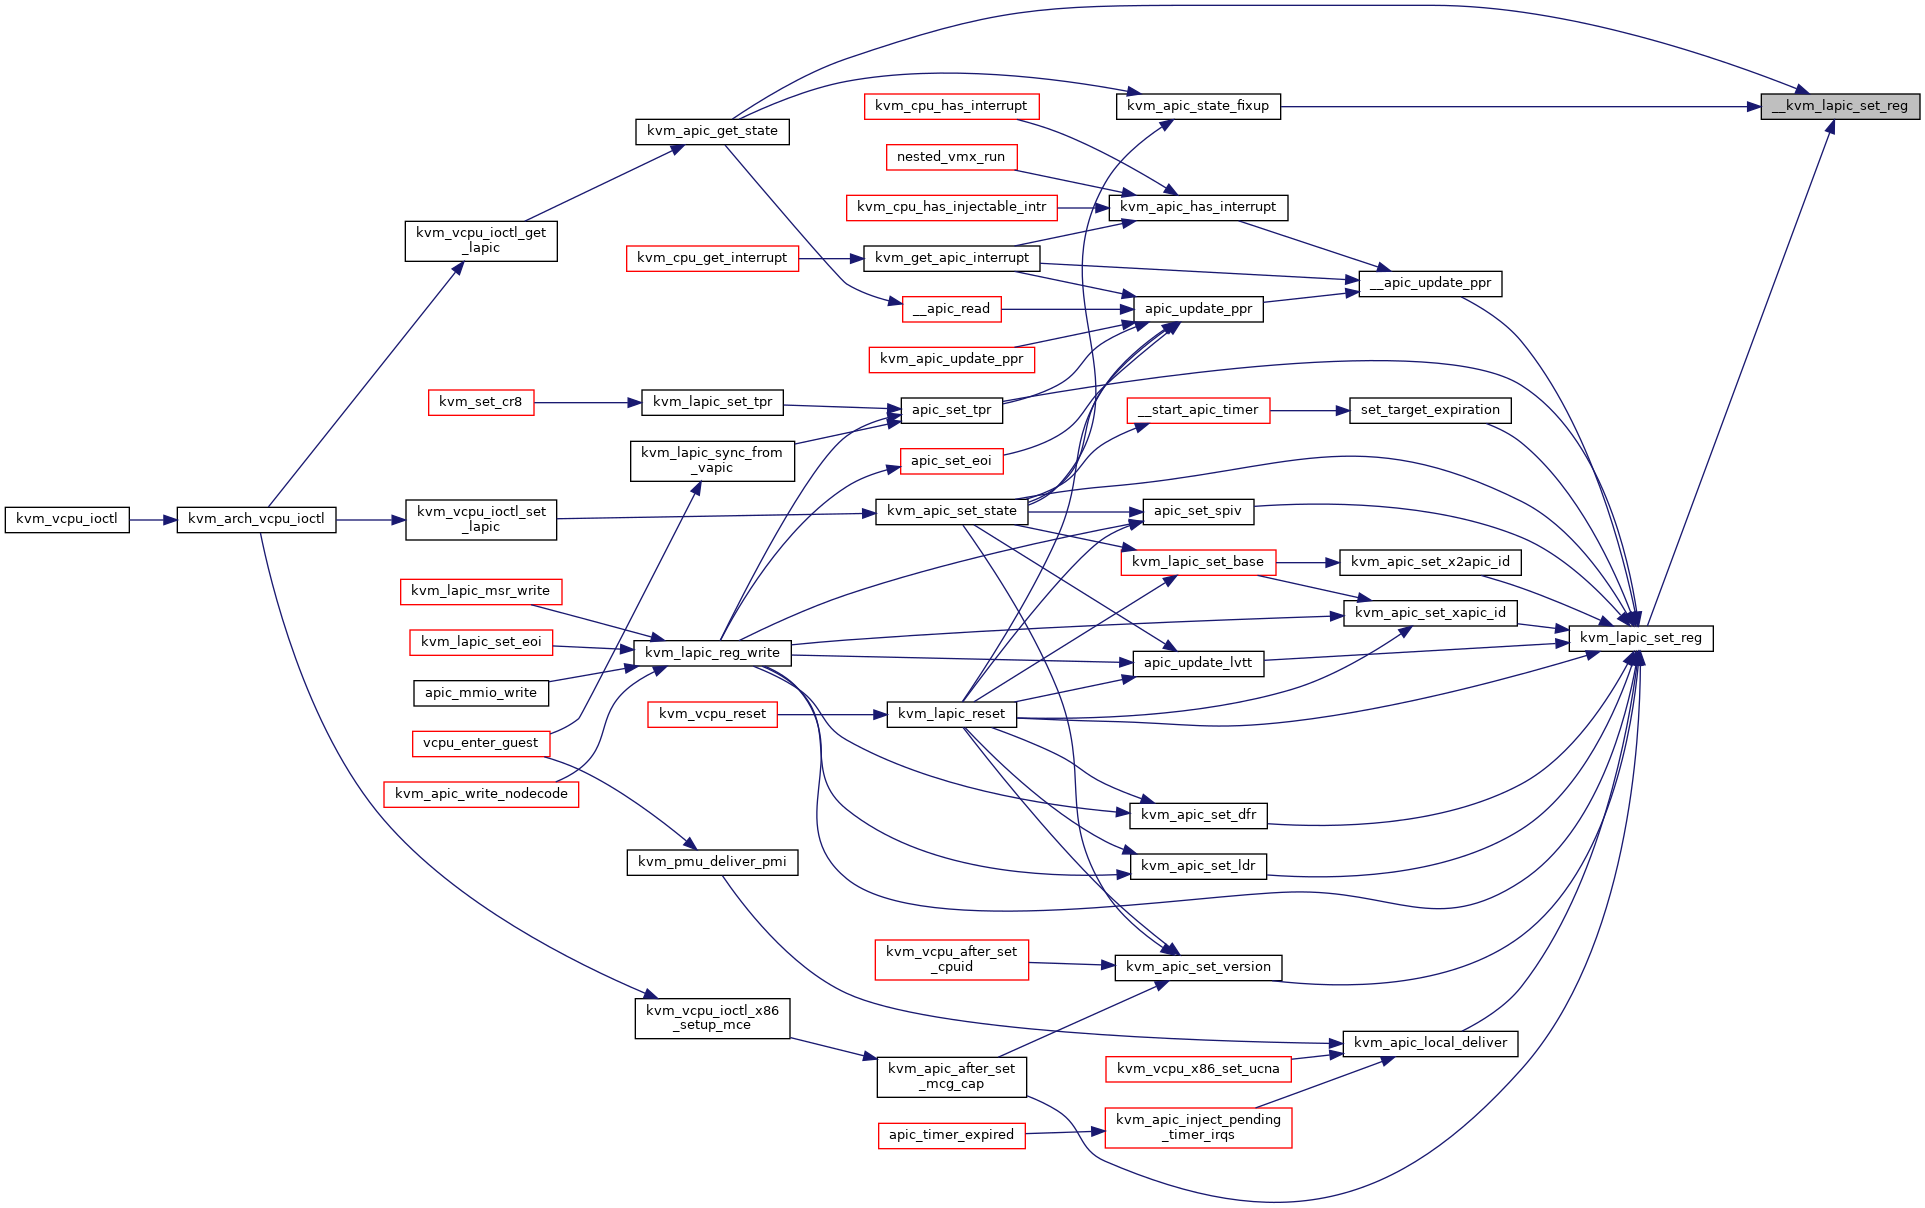 __kvm_lapic_set_reg
kvm_apic_state_fixup
kvm_cpu_has_interrupt
kvm_apic_get_state
nested_vmx_run
kvm_cpu_has_injectable_intr
kvm_apic_has_interrupt
kvm_vcpu_ioctl_get
_lapic
kvm_cpu_get_interrupt
kvm_get_apic_interrupt
__apic_update_ppr
__apic_read
apic_update_ppr
kvm_apic_update_ppr
kvm_set_cr8
kvm_lapic_set_tpr
apic_set_tpr
__start_apic_timer
set_target_expiration
kvm_lapic_sync_from
_vapic
apic_set_eoi
kvm_vcpu_ioctl
kvm_arch_vcpu_ioctl
kvm_vcpu_ioctl_set
_lapic
kvm_apic_set_state
apic_set_spiv
kvm_lapic_set_base
kvm_apic_set_x2apic_id
kvm_lapic_msr_write
kvm_apic_set_xapic_id
kvm_lapic_set_eoi
kvm_lapic_reg_write
kvm_lapic_set_reg
apic_update_lvtt
apic_mmio_write
kvm_vcpu_reset
kvm_lapic_reset
vcpu_enter_guest
kvm_apic_write_nodecode
kvm_apic_set_dfr
kvm_pmu_deliver_pmi
kvm_apic_set_ldr
kvm_vcpu_after_set
_cpuid
kvm_apic_set_version
kvm_vcpu_ioctl_x86
_setup_mce
kvm_apic_local_deliver
kvm_apic_after_set
_mcg_cap
kvm_vcpu_x86_set_ucna
kvm_apic_inject_pending
_timer_irqs
apic_timer_expired